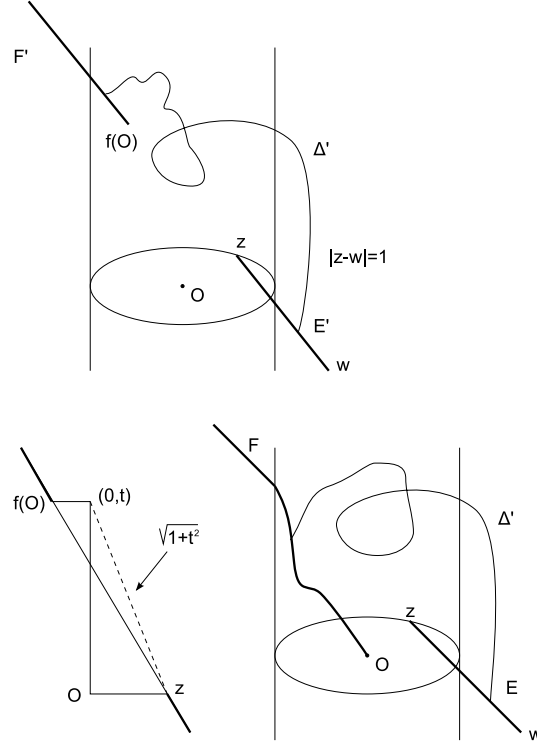 F'
f(O)
Δ'
z
|z-w|=1
O
E'
w
F
f(O)
(0,t)
Δ'
√1+t²
z
O
z
O
E
w